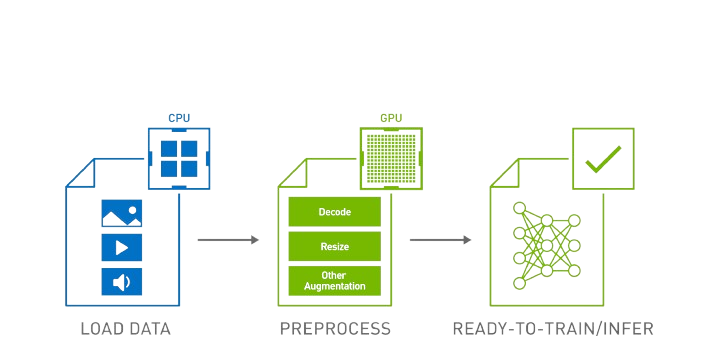 CPU
GPU
Decode
Resize
Other
Augmentation
LOAD DATA
PREPROCESS
READY-TO-TRAIN/INFER